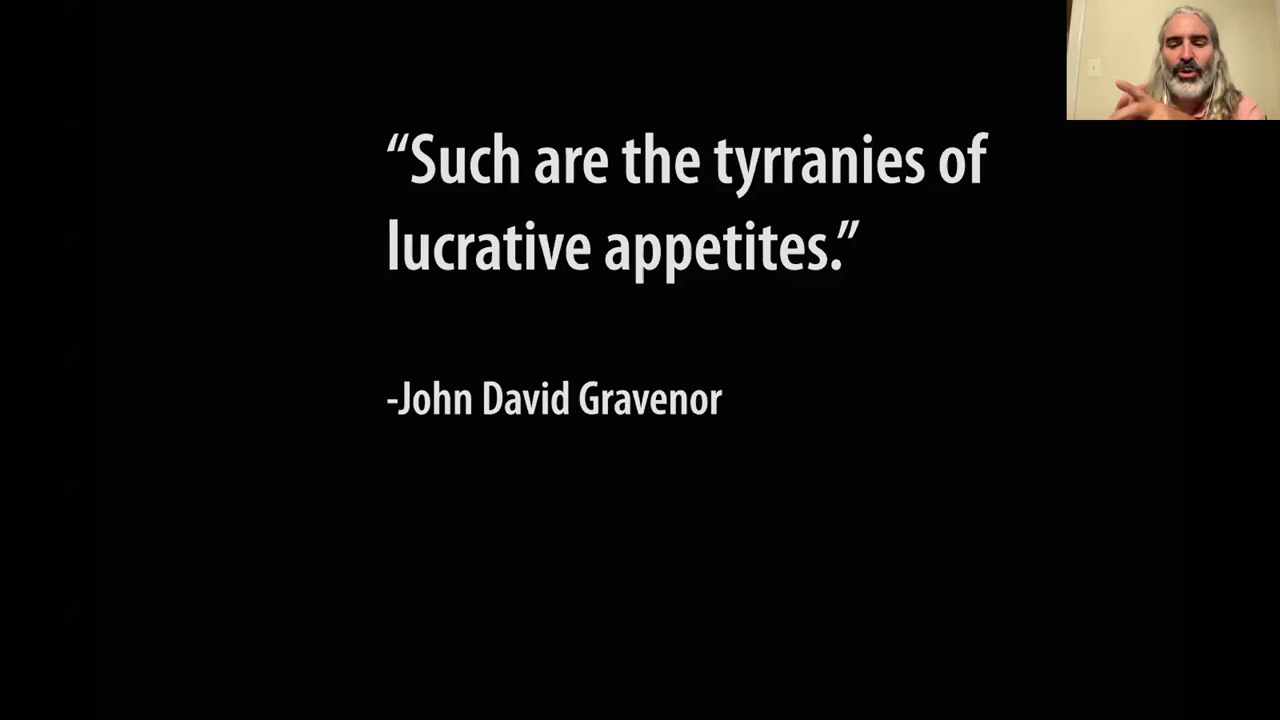 “Such are the tyrranies of
lucrative appetites.”
-John David Gravenor